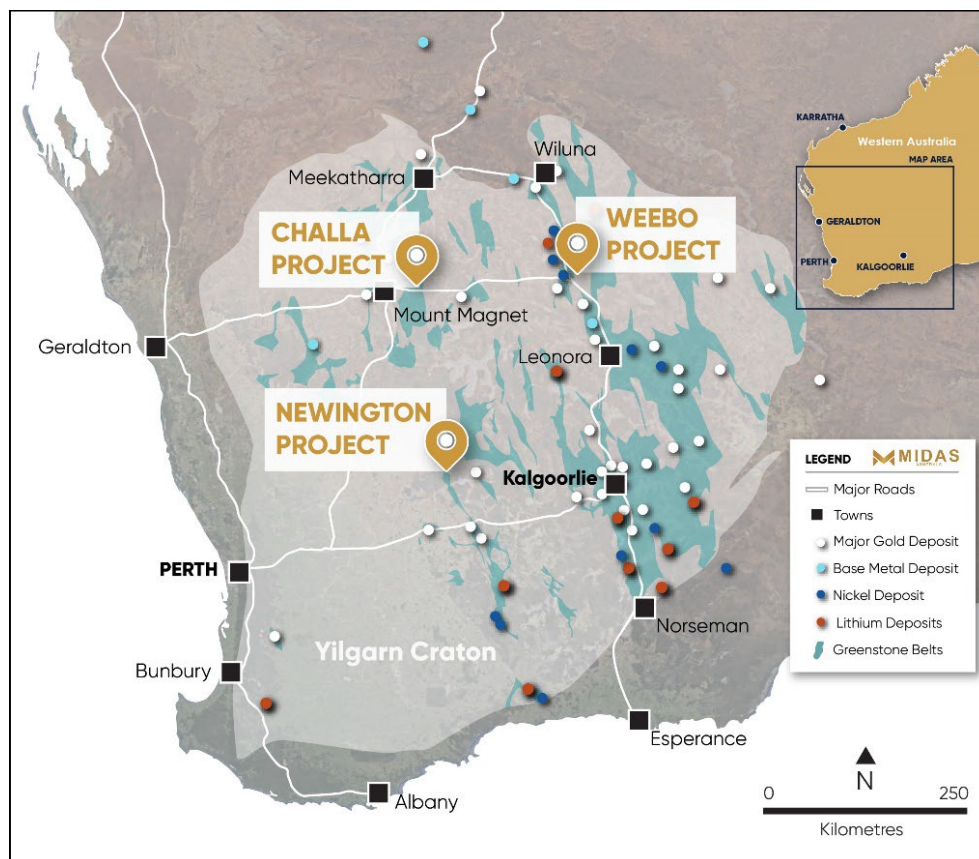 KARRATHA
Western Australia
MAP AREA
GERALDTON
PERTH
KALGOORLIE
Wiluna
Meekatharra
CHALLA
PROJECT
WEEBO
PROJECT
Mount Magnet
Geraldton
Leonora
NEWINGTON
PROJECT
Kalgoorlie
PERTH
Norseman
Yilgarn Craton
Bunbury
Esperance
Albany
LEGEND
MIDAS
MINERALS
Major Roads
Towns
Major Gold Deposit
Base Metal Deposit
Nickel Deposit
Lithium Deposits
Greenstone Belts
N
0
250
Kilometres